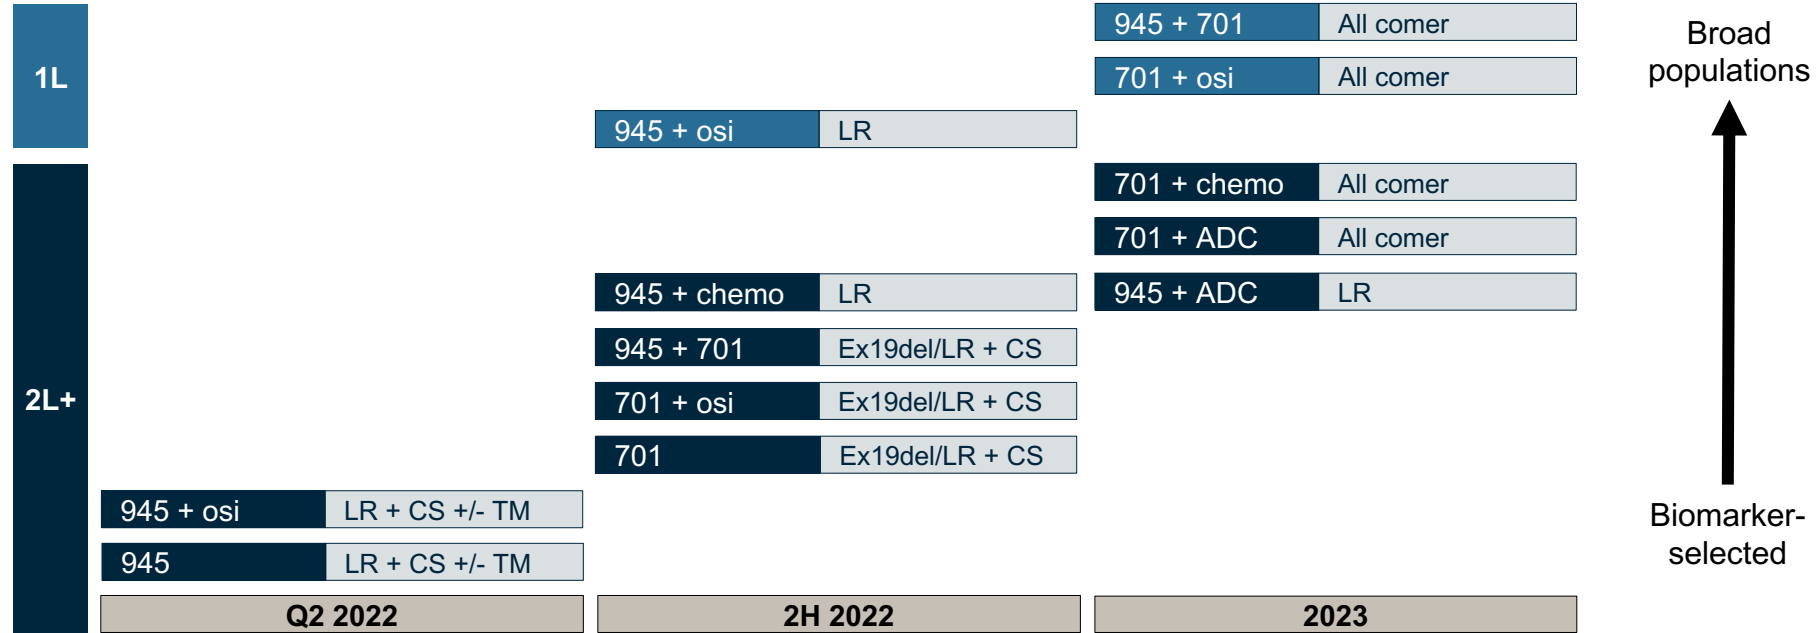 1L
945 + 701 All comer
701 + osi All comer
945 + osi LR
2L+
701 + chemo All comer
701 + ADC All comer
945 + chemo LR
945 + ADC LR
945 + 701 Ex19del/LR + CS
701 + osi Ex19del/LR + CS
701 Ex19del/LR + CS
945 + osi LR + CS +/- TM
945 LR + CS +/- TM
Q2 2022
2H 2022
2023
Broad
populations
Biomarker-
selected